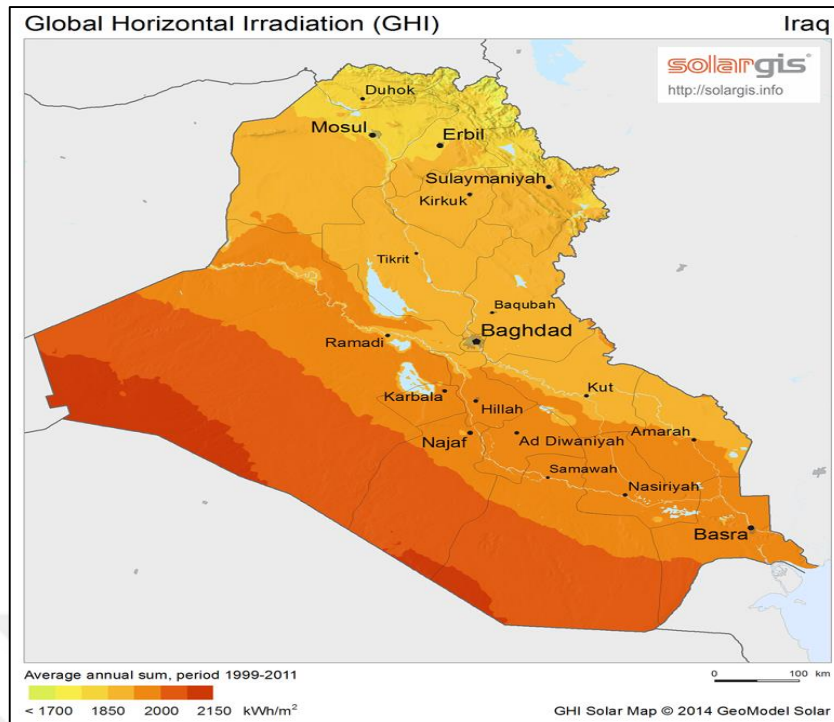 Global Horizontal Irradiation (GHI) Iraq
solargis
http://solargis.info
Duhok
Mosul
Erbil
Sulaymaniyah
Kirkuk
Tikrit
Baqubah
Baghdad
Ramadi
Karbala
Hillah
Kut
Najaf
Ad Diwaniyah
Amarah
Samawah
Nasiriyah
Basra
Average annual sum, period 1999-2011
0 100 km
< 1700 1850 2000 2150 kWh/m²
GHI Solar Map © 2014 GeoModel Solar